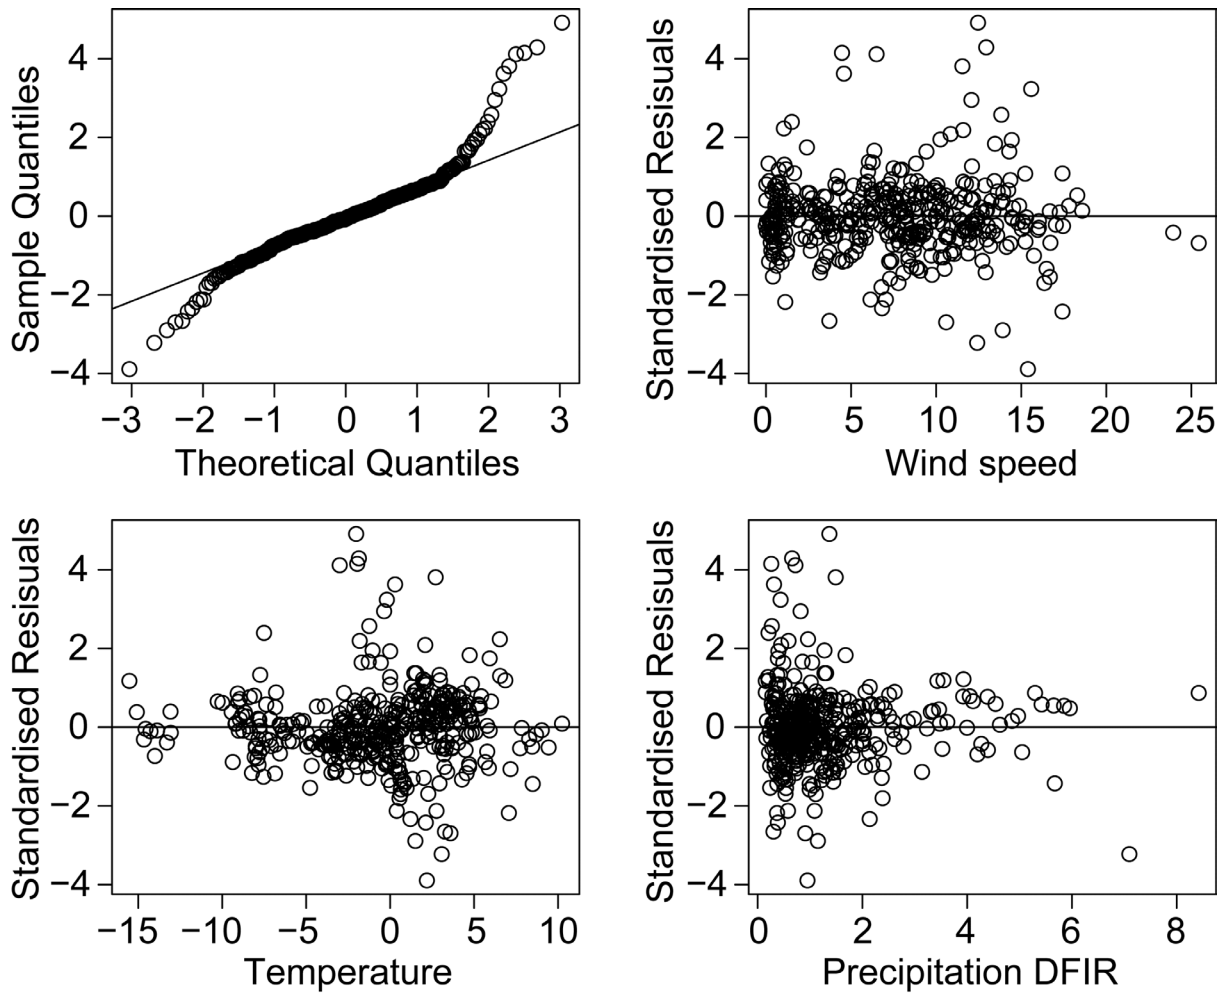 Sample Quantiles
4
2
0
−2
−4
−3 −2 −1 0 1 2 3
Theoretical Quantiles
Standardised Resisuals
4
2
0
−2
−4
0 5 10 15 20 25
Wind speed
Standardised Resisuals
4
2
0
−2
−4
−15 −10 −5 0 5 10
Temperature
Standardised Resisuals
4
2
0
−2
−4
0 2 4 6 8
Precipitation DFIR